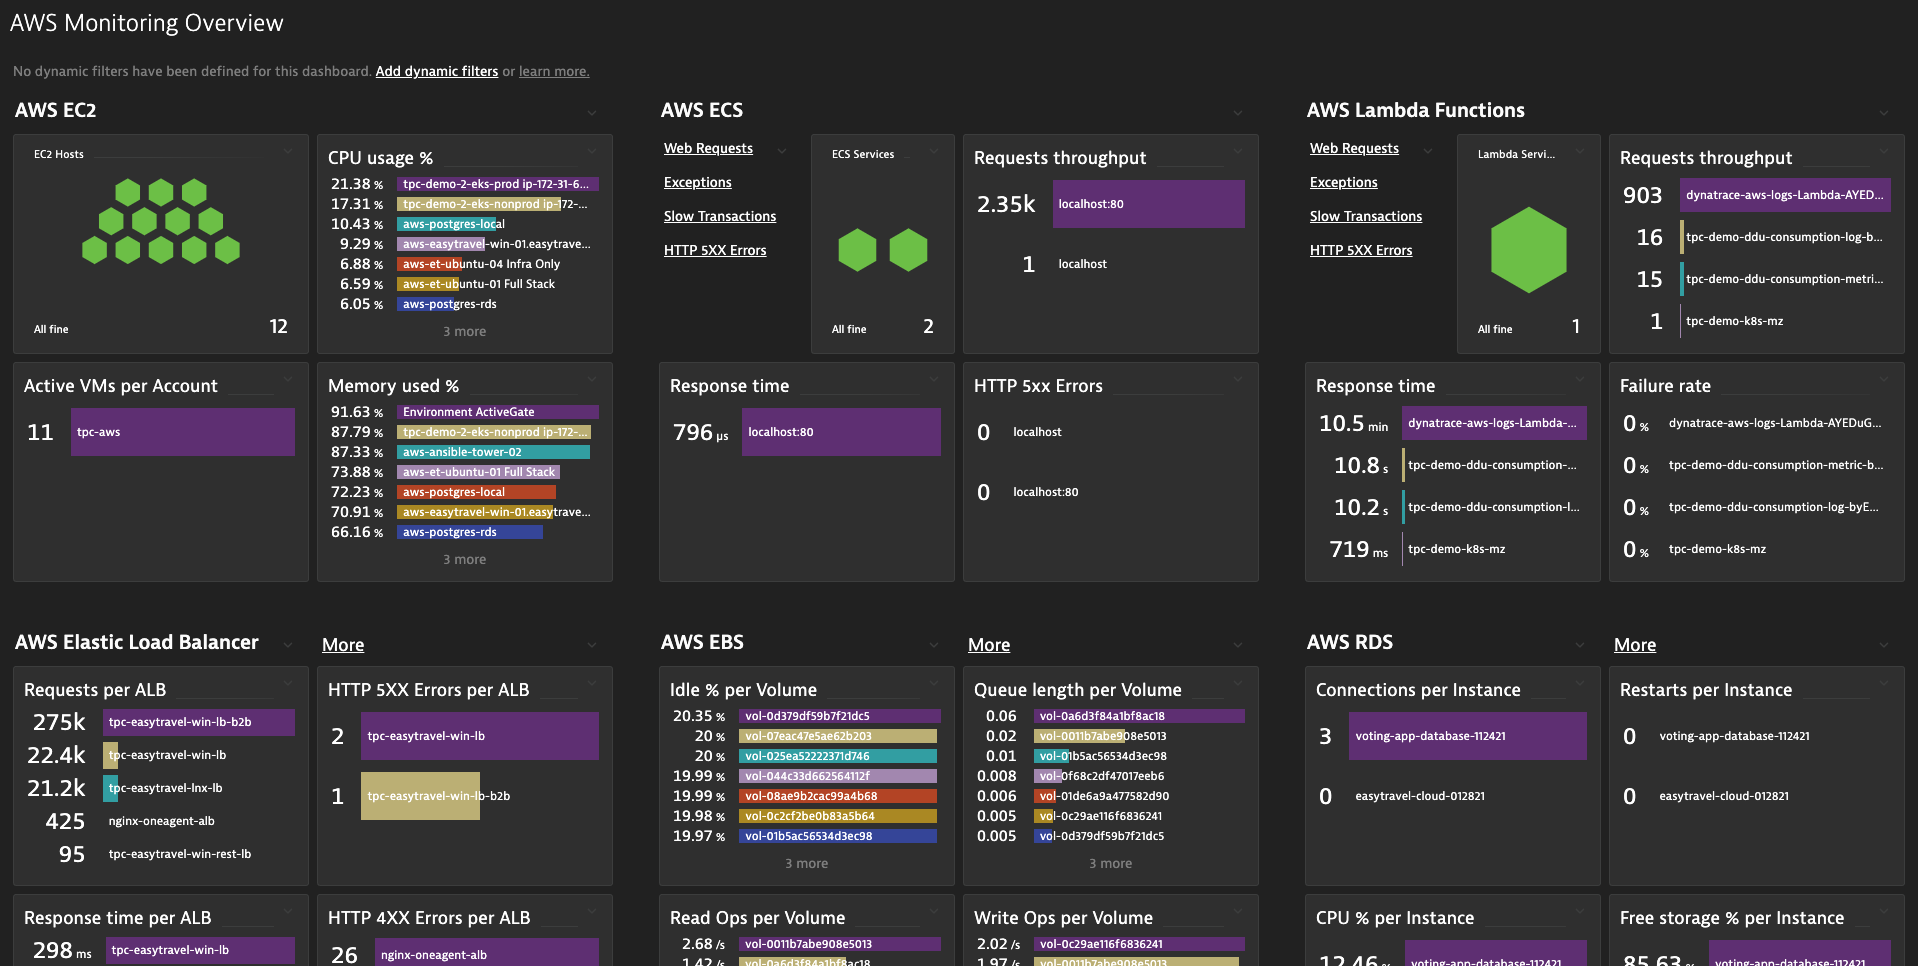 AWS Monitoring Overview
No dynamic filters have been defined for this dashboard. Add dynamic filters or learn more.
AWS EC2
EC2 Hosts
All fine
12
CPU usage %
21.38 % tpc-demo-2-eks-prod ip-172-31-6...
17.31 % tpc-demo-2-eks-nonprod ip-172-...
10.43 % aws-postgres-local
9.29 % aws-easytravel-win-01.easytrave...
6.88 % aws-et-ubuntu-04 Infra Only
6.59 % aws-et-ubuntu-01 Full Stack
6.05 % aws-postgres-rds
3 more
Active VMs per Account
11 tpc-aws
Memory used %
91.63 % Environment ActiveGate
87.79 % tpc-demo-2-eks-nonprod ip-172-...
87.33 % aws-ansible-tower-02
73.88 % aws-et-ubuntu-01 Full Stack
72.23 % aws-postgres-local
70.91 % aws-easytravel-win-01.easytrave...
66.16 % aws-postgres-rds
3 more
AWS ECS
Web Requests
Exceptions
Slow Transactions
HTTP 5XX Errors
ECS Services
All fine
2
Requests throughput
2.35k localhost:80
1 localhost
Response time
796 µs localhost:80
HTTP 5xx Errors
0 localhost
0 localhost:80
AWS Lambda Functions
Web Requests
Exceptions
Slow Transactions
HTTP 5XX Errors
Lambda Servi...
All fine
1
Requests throughput
903 dynatrace-aws-logs-Lambda-AYED...
16 tpc-demo-ddu-consumption-log-b...
15 tpc-demo-ddu-consumption-metri...
1 tpc-demo-k8s-mz
Response time
10.5 min dynatrace-aws-logs-Lambda-...
10.8 s tpc-demo-ddu-consumption-...
10.2 s tpc-demo-ddu-consumption-l...
719 ms tpc-demo-k8s-mz
Failure rate
0 % dynatrace-aws-logs-Lambda-AYEDuG...
0 % tpc-demo-ddu-consumption-metric-b...
0 % tpc-demo-ddu-consumption-log-byE...
0 % tpc-demo-k8s-mz
AWS Elastic Load Balancer
More
Requests per ALB
275k tpc-easytravel-win-lb-b2b
22.4k tpc-easytravel-win-lb
21.2k tpc-easytravel-lnx-lb
425 nginx-oneagent-alb
95 tpc-easytravel-win-rest-lb
HTTP 5XX Errors per ALB
2 tpc-easytravel-win-lb
1 tpc-easytravel-win-lb-b2b
Response time per ALB
298 ms tpc-easytravel-win-lb
HTTP 4XX Errors per ALB
26 nginx-oneagent-alb
AWS EBS
More
Idle % per Volume
20.35 % vol-0d379df59b7f21dc5
20 % vol-07eac47e5ae62b203
20 % vol-025ea52222371d746
19.99 % vol-044c33d662564112f
19.99 % vol-08ae9b2cac99a4b68
19.98 % vol-0c2cf2be0b83a5b64
19.97 % vol-01b5ac56534d3ec98
3 more
Queue length per Volume
0.06 vol-0a6d3f84a1bf8ac18
0.02 vol-0011b7abe908e5013
0.01 vol-01b5ac56534d3ec98
0.008 vol-0f68c2df47017eeb6
0.006 vol-01de6a9a477582d90
0.005 vol-0c29ae116f6836241
0.005 vol-0d379df59b7f21dc5
3 more
Read Ops per Volume
2.68 /s vol-0011b7abe908e5013
1.42 /s vol-0a6d3f84a1bf8ac18
Write Ops per Volume
2.02 /s vol-0c29ae116f6836241
1.97 /s vol-0011b7abe908e5013
AWS RDS
More
Connections per Instance
3 voting-app-database-112421
0 easytravel-cloud-012821
Restarts per Instance
0 voting-app-database-112421
0 easytravel-cloud-012821
CPU % per Instance
12.46 % voting-app-database-112421
Free storage % per Instance
85.63 % voting-app-database-112421